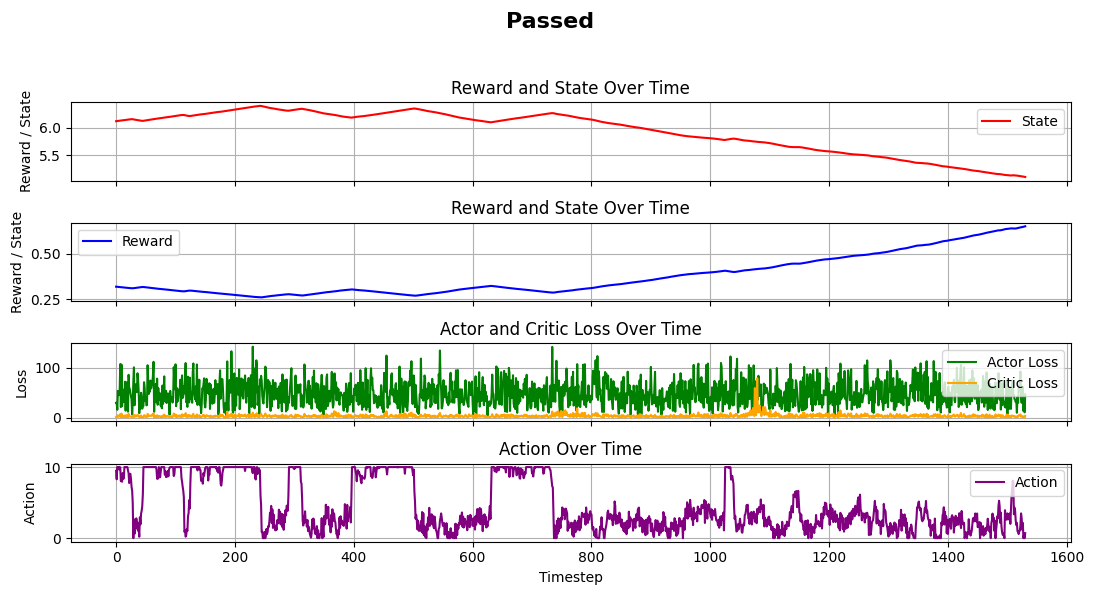 Passed
Reward and State Over Time
Reward / State
6.0
5.5
State
Reward and State Over Time
Reward / State
0.50
0.25
Reward
Actor and Critic Loss Over Time
Loss
100
0
Actor Loss
Critic Loss
Action Over Time
Action
10
0
Action
0 200 400 600 800 1000 1200 1400 1600
Timestep